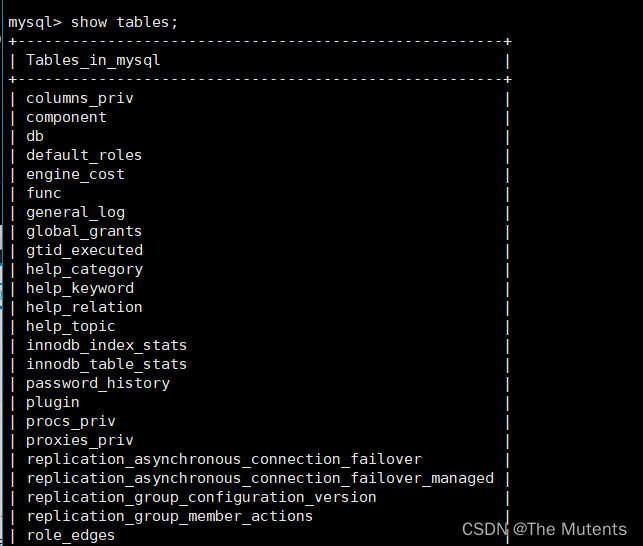 mysql> show tables;
+------------------------------------------------------+
| Tables_in_mysql |
+------------------------------------------------------+
| columns_priv |
| component |
| db |
| default_roles |
| engine_cost |
| func |
| general_log |
| global_grants |
| gtid_executed |
| help_category |
| help_keyword |
| help_relation |
| help_topic |
| innodb_index_stats |
| innodb_table_stats |
| password_history |
| plugin |
| procs_priv |
| proxies_priv |
| replication_asynchronous_connection_failover |
| replication_asynchronous_connection_failover_managed |
| replication_group_configuration_version |
| replication_group_member_actions |
| role_edges |
CSDN @The Mutents